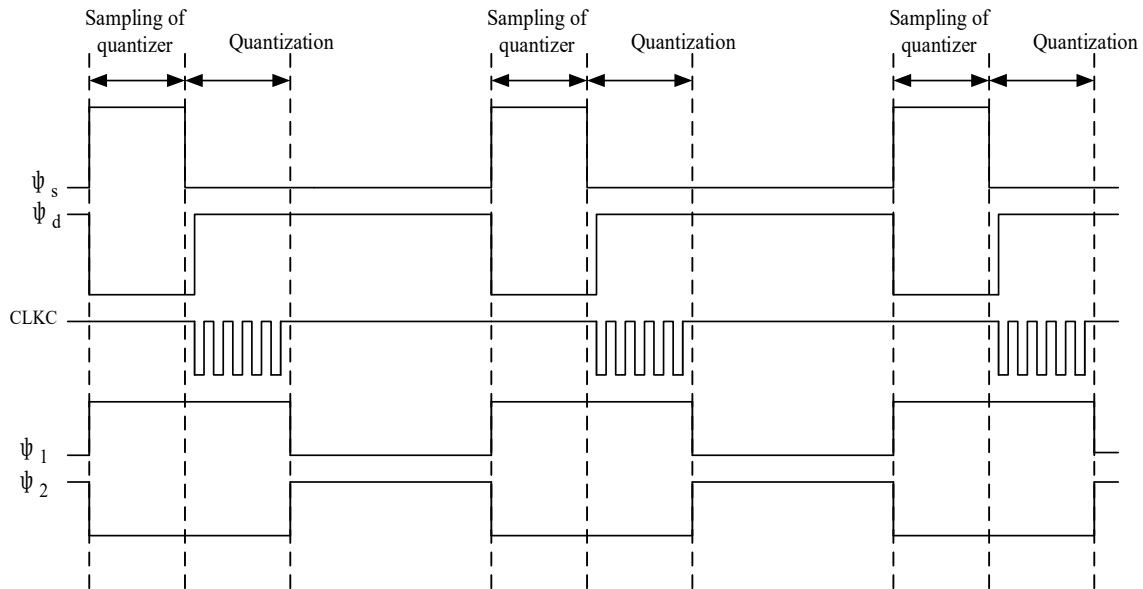 Sampling of
quantizer
Quantization
Sampling of
quantizer
Quantization
Sampling of
quantizer
Quantization
ψ s
ψ d
CLKC
ψ 1
ψ 2